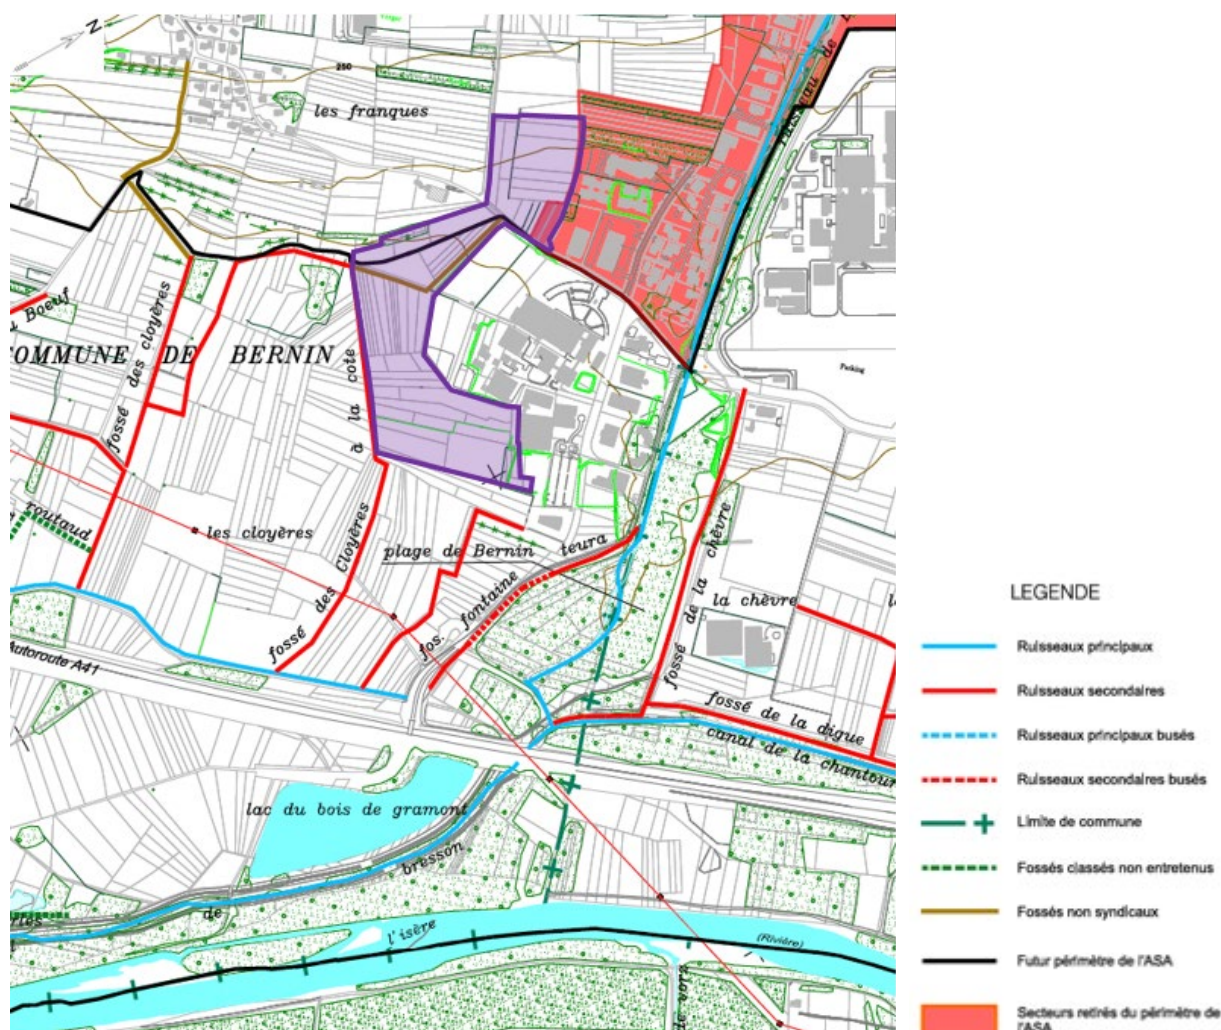 N
250
les franques
COMMUNE DE BERNIN
fossé des cloyères
à la cote
Parking
routaud
les cloyères
plage de Bernin
teura
fos. fontaine
fossé des Cloyères
fossé de la chèvre
la chèvre
Autoroute A41
fossé de la digue
canal de la chantour
lac du bois de gramont
bresson
de
l'isère
(Rivière)
de vors
LEGENDE
Ruisseaux principaux
Ruisseaux secondaires
Ruisseaux principaux busés
Ruisseaux secondaires busés
Limite de commune
Fossés classés non entretenus
Fossés non syndicaux
Futur périmètre de l'ASA
Secteurs retirés du périmètre de
l'ASA